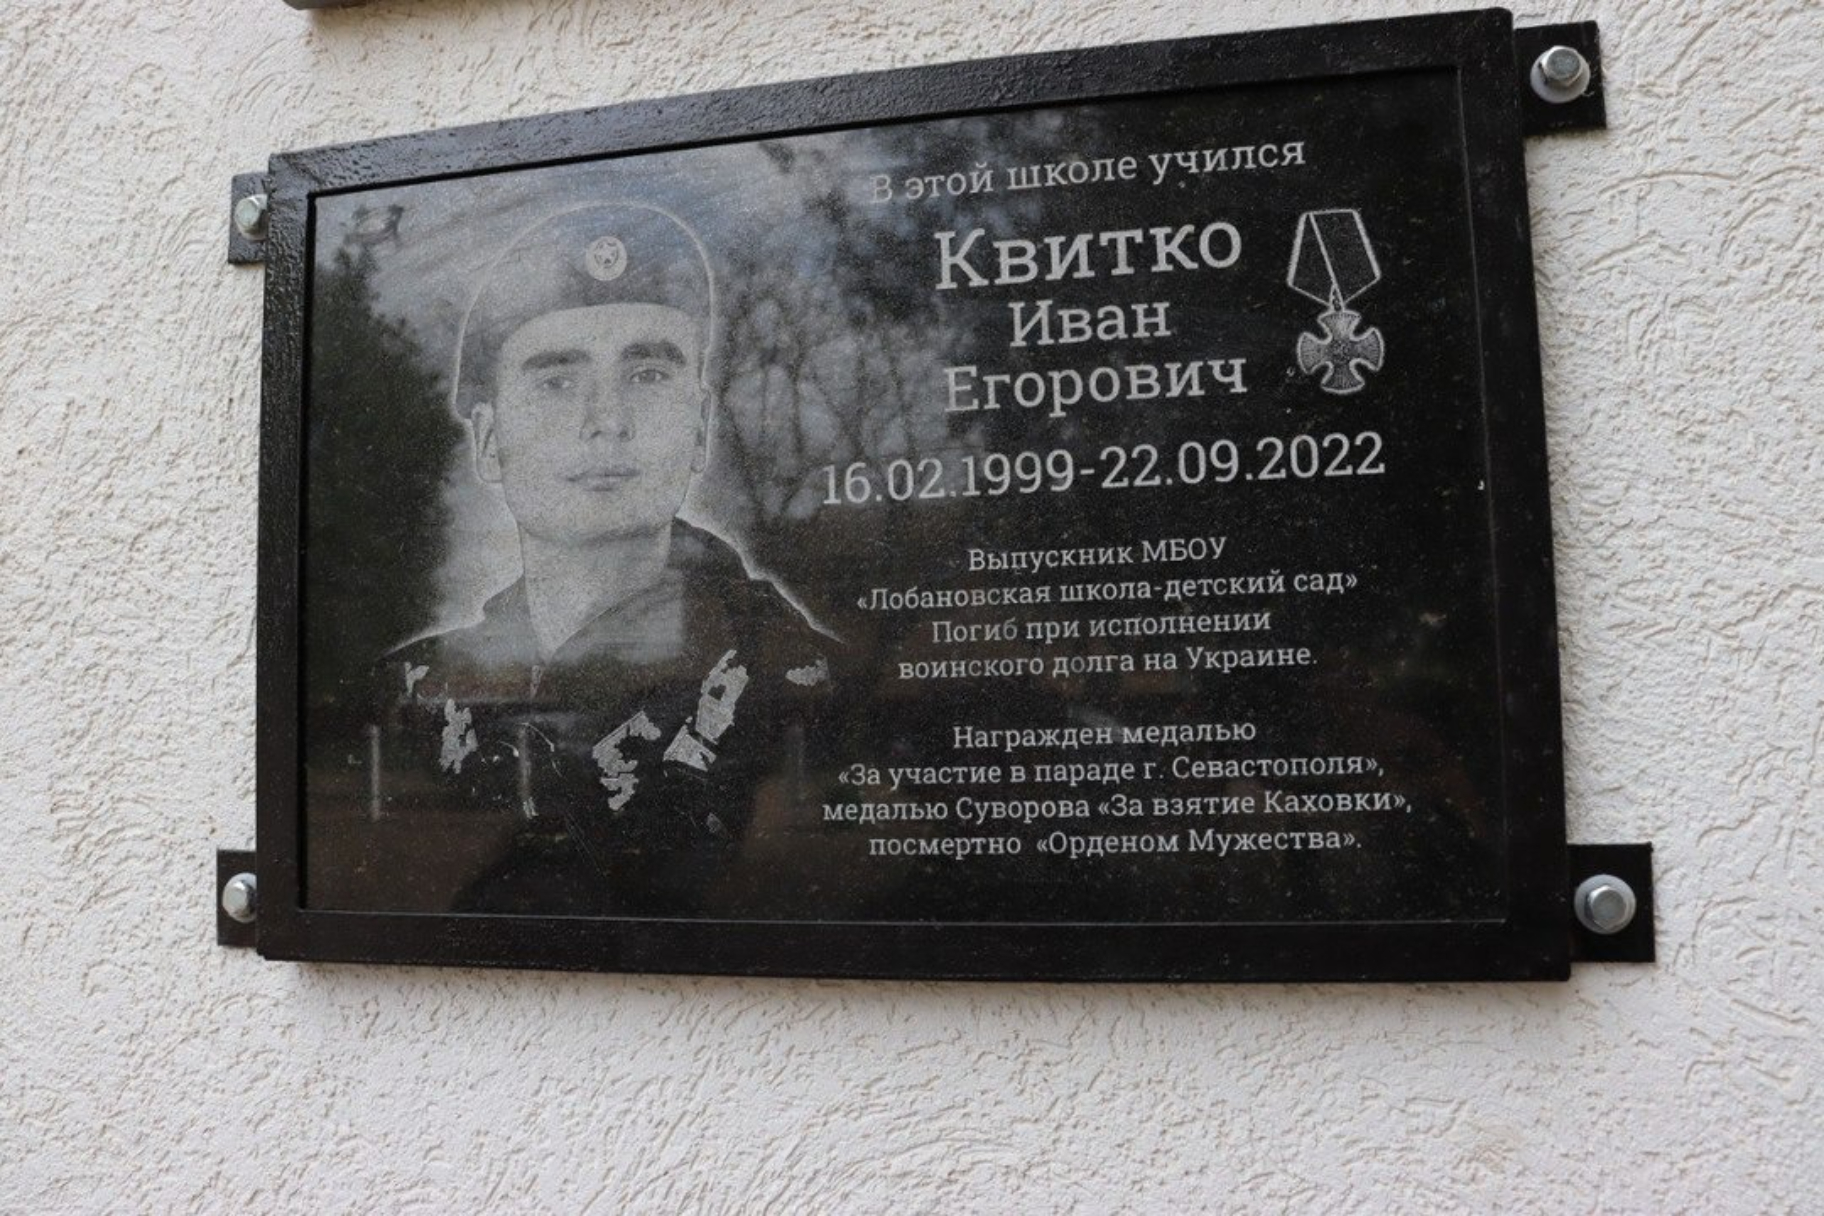 В этой школе учился
Квитко
Иван
Егорович
16.02.1999-22.09.2022
Выпускник МБОУ
«Лобановская школа-детский сад»
Погиб при исполнении
воинского долга на Украине.
Награжден медалью
«За участие в параде г. Севастополя»,
медалью Суворова «За взятие Каховки»,
посмертно «Орденом Мужества».